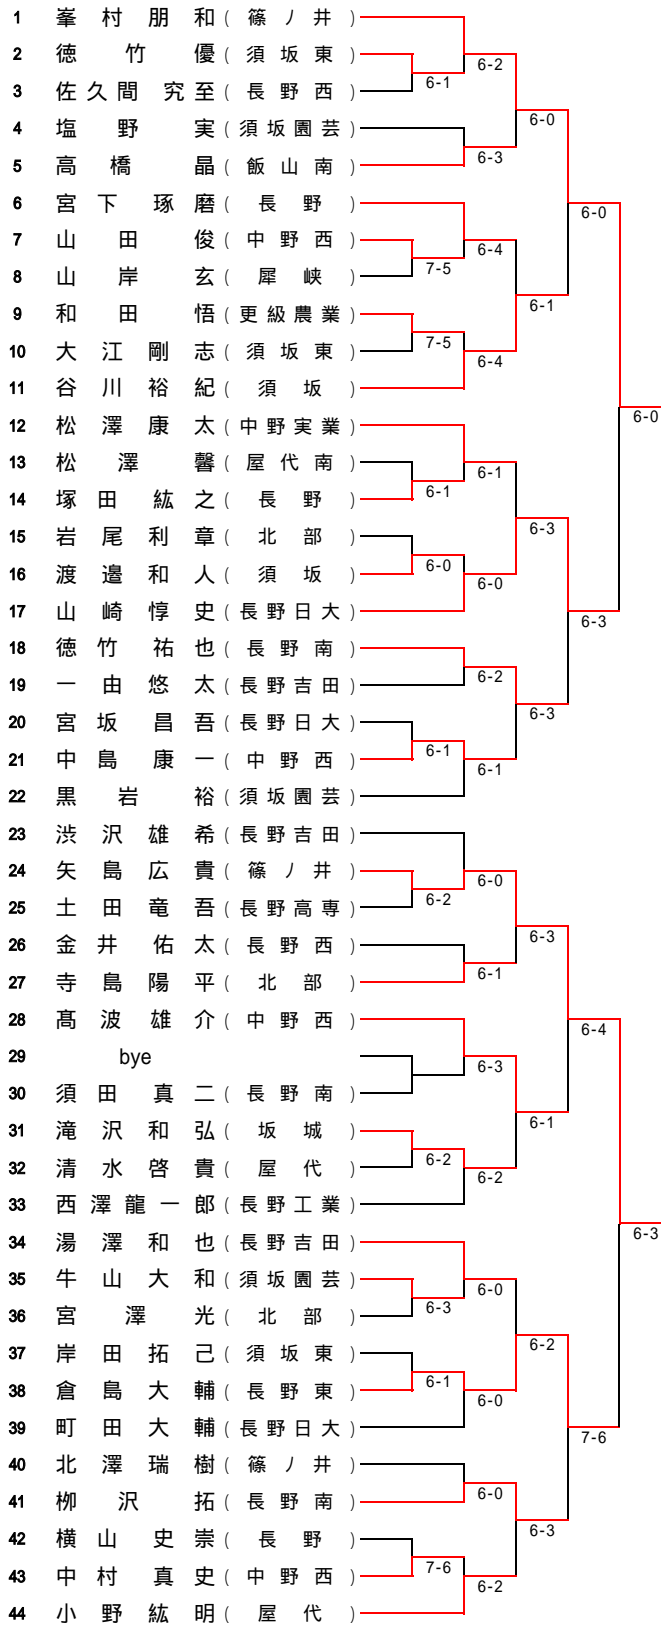 1 峯村朋和(篠ノ井)
2 徳竹優(須坂東)
3 佐久間究至(長野西)
4 塩野実(須坂園芸)
5 高橋晶(飯山南)
6 宮下琢磨(長野)
7 山田俊(中野西)
8 山岸玄(犀峡)
9 和田悟(更級農業)
10 大江剛志(須坂東)
11 谷川裕紀(須坂)
12 松澤康太(中野実業)
13 松澤馨(屋代南)
14 塚田紘之(長野)
15 岩尾利章(北部)
16 渡邉和人(須坂)
17 山崎惇史(長野日大)
18 徳竹祐也(長野南)
19 一由悠太(長野吉田)
20 宮坂昌吾(長野日大)
21 中島康一(中野西)
22 黒岩裕(須坂園芸)
23 渋沢雄希(長野吉田)
24 矢島広貴(篠ノ井)
25 土田竜吾(長野高専)
26 金井佑太(長野西)
27 寺島陽平(北部)
28 髙波雄介(中野西)
29 bye
30 須田真二(長野南)
31 滝沢和弘(坂城)
32 清水啓貴(屋代)
33 西澤龍一郎(長野工業)
34 湯澤和也(長野吉田)
35 牛山大和(須坂園芸)
36 宮澤光(北部)
37 岸田拓己(須坂東)
38 倉島大輔(長野東)
39 町田大輔(長野日大)
40 北澤瑞樹(篠ノ井)
41 栁沢拓(長野南)
42 横山史崇(長野)
43 中村真史(中野西)
44 小野紘明(屋代)
6-1
7-5
7-5
6-1
6-0
6-1
6-2
6-2
6-3
6-1
7-6
6-2
6-3
6-4
6-4
6-1
6-0
6-2
6-1
6-0
6-1
6-3
6-2
6-0
6-0
6-0
6-2
6-0
6-1
6-3
6-3
6-3
6-1
6-2
6-3
6-0
6-3
6-4
7-6
6-0
6-3